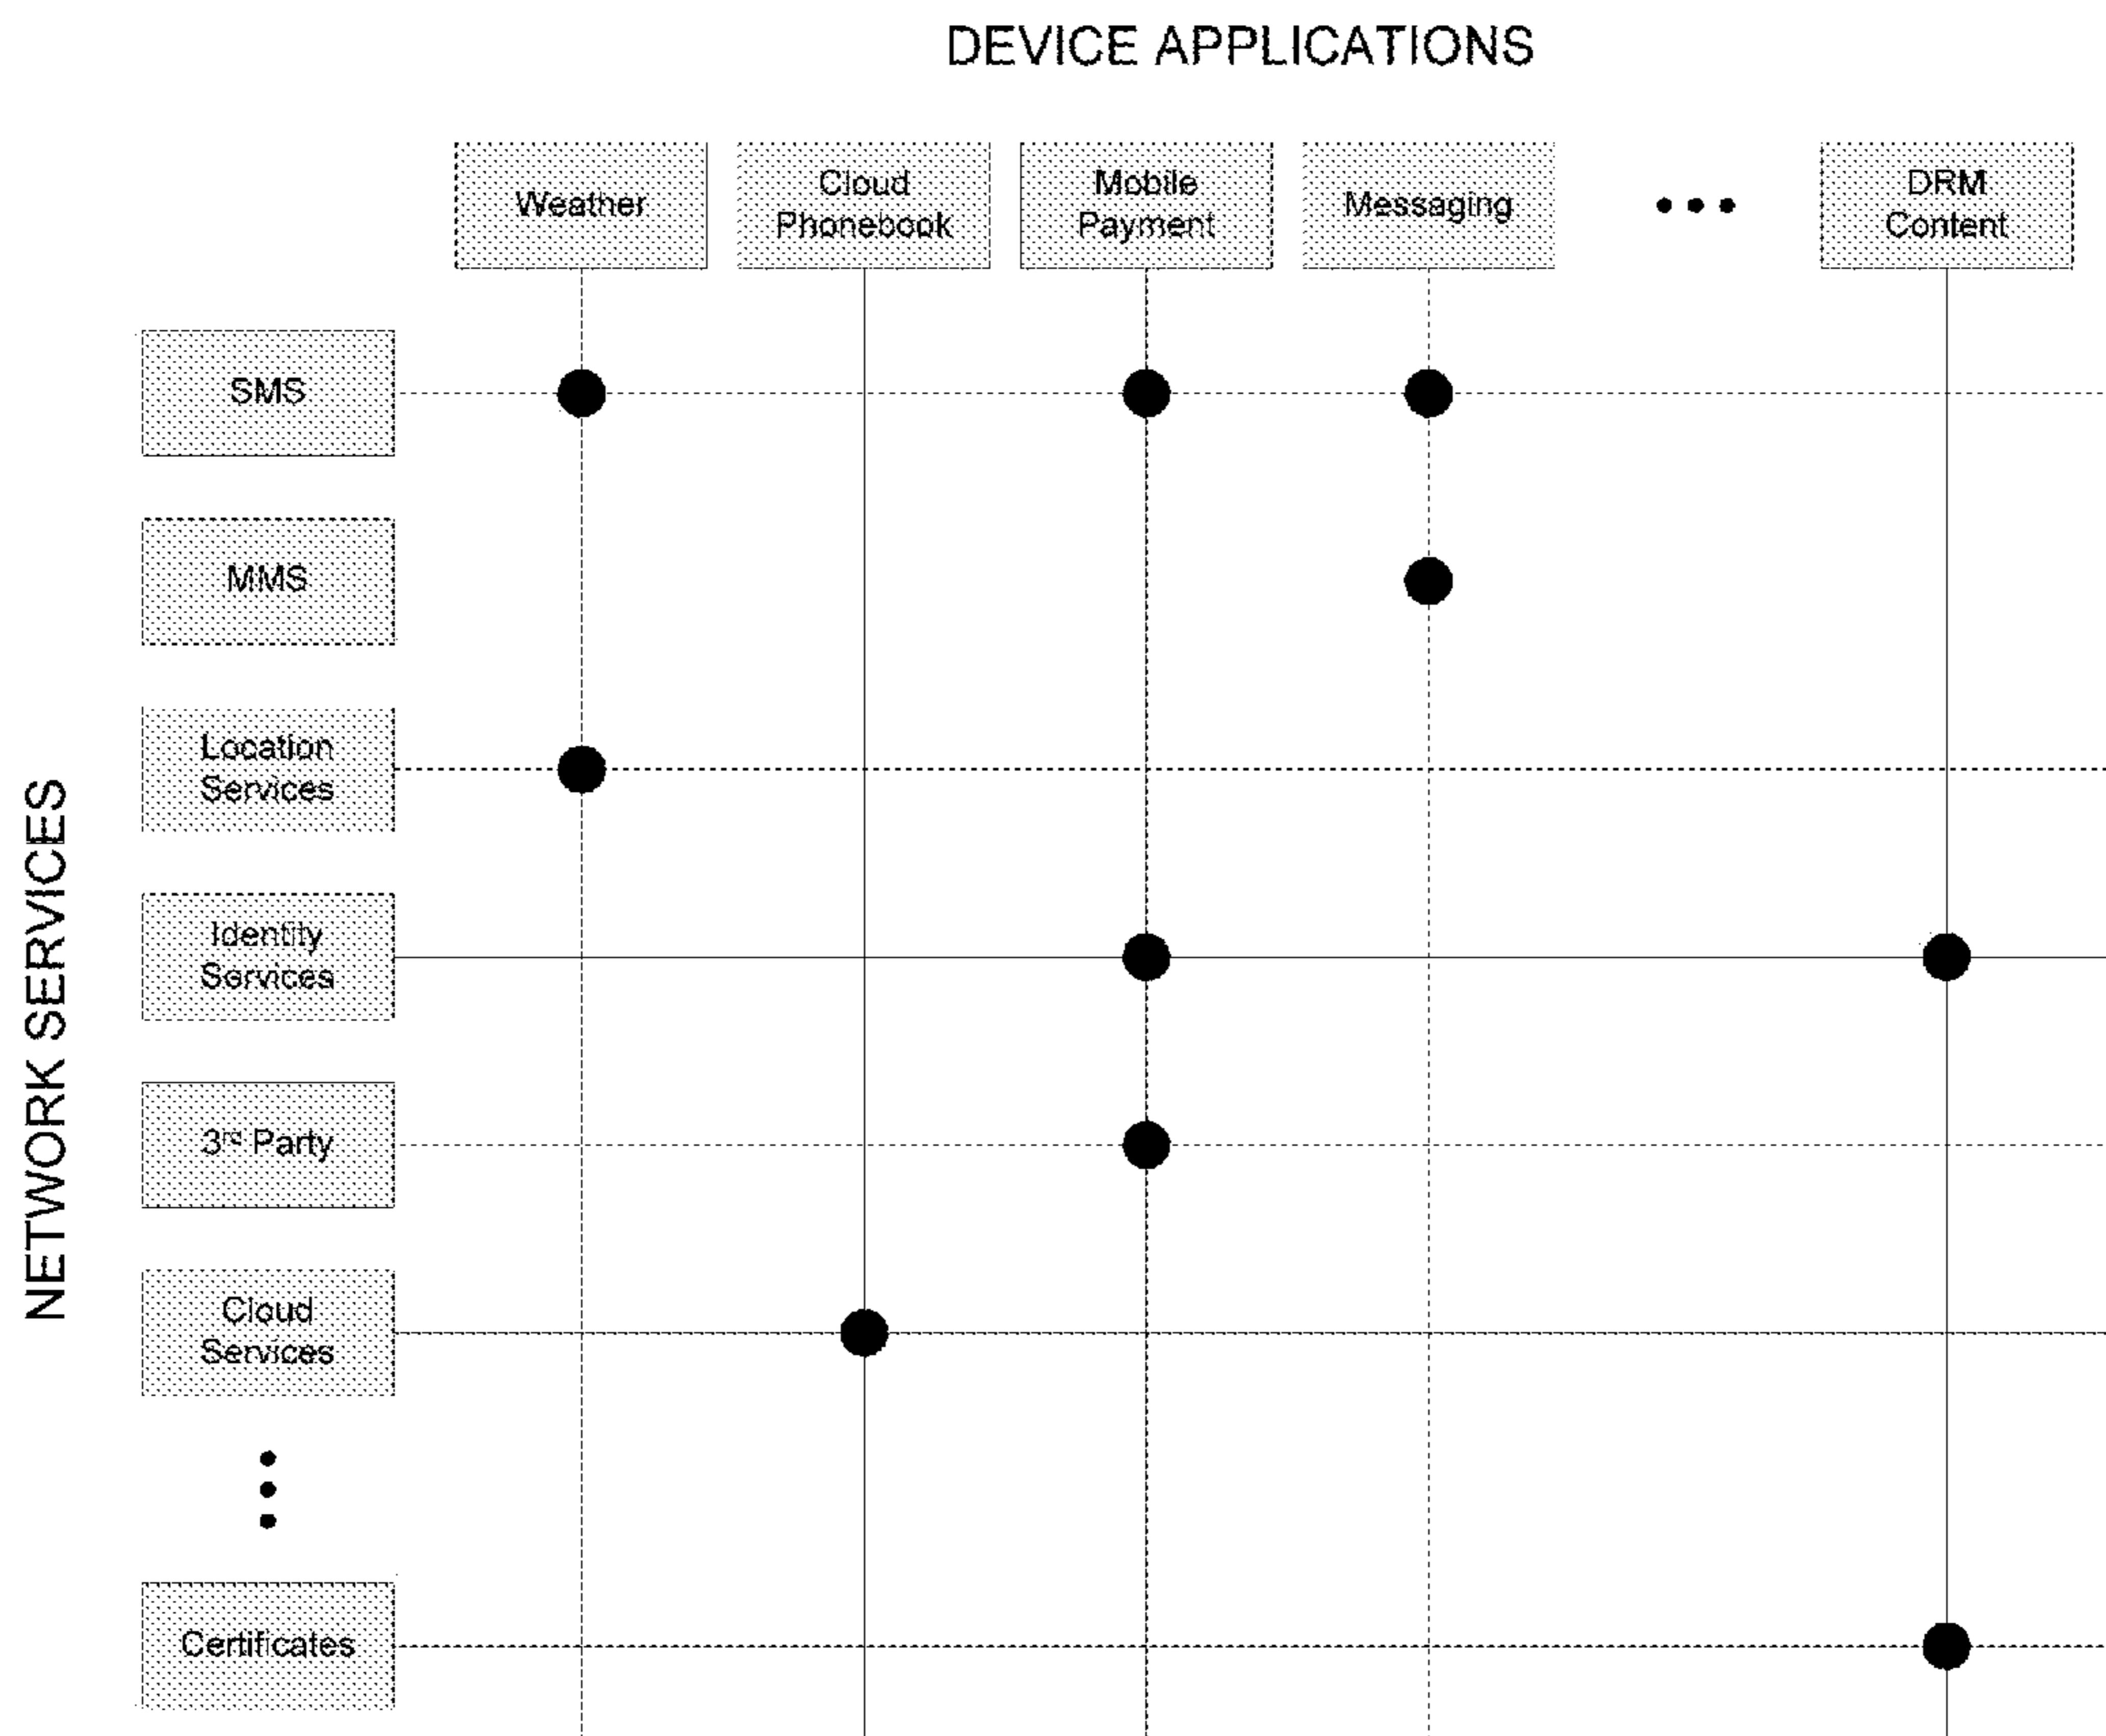 DEVICE APPLICATIONS
Weather
Cloud
Phonebook
Mobile
Payment
Messaging
DRM
Content
NETWORK SERVICES
SMS
MMS
Location
Services
Identity
Services
3rd Party
Cloud
Services
Certificates